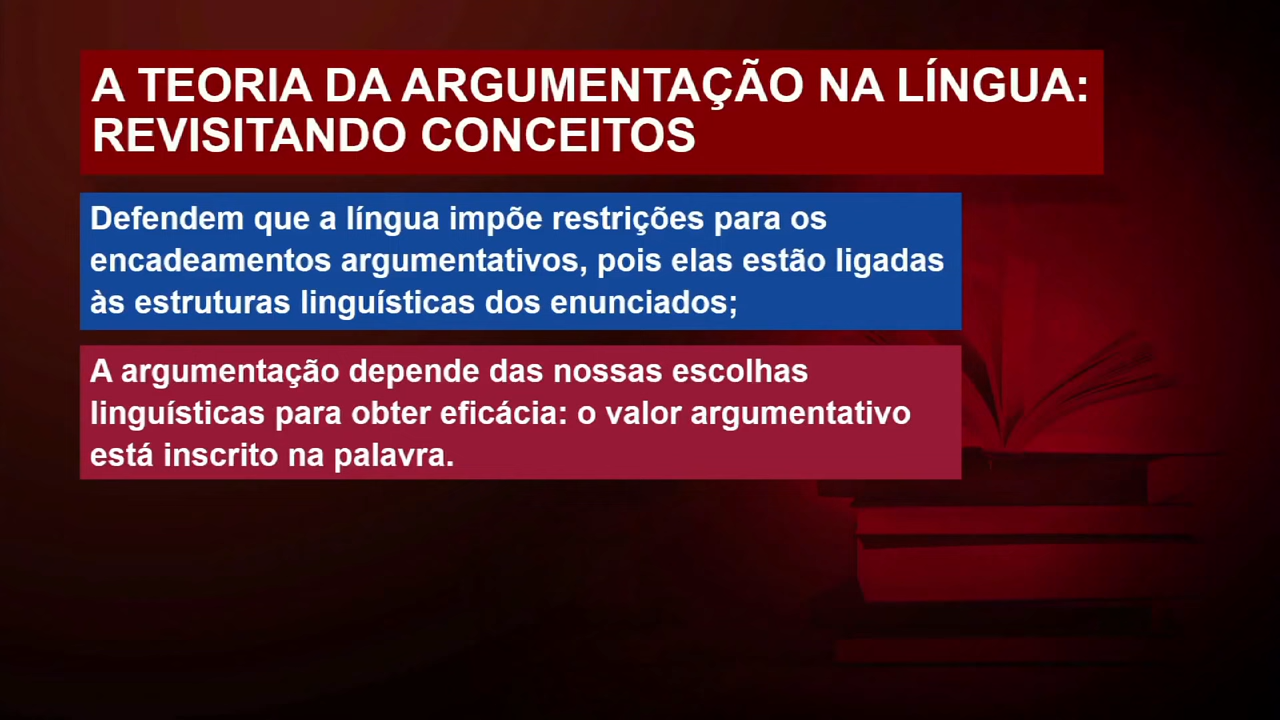 A TEORIA DA ARGUMENTAÇÃO NA LÍNGUA:
REVISITANDO CONCEITOS
Defendem que a língua impõe restrições para os
encadeamentos argumentativos, pois elas estão ligadas
às estruturas linguísticas dos enunciados;
A argumentação depende das nossas escolhas
linguísticas para obter eficácia: o valor argumentativo
está inscrito na palavra.